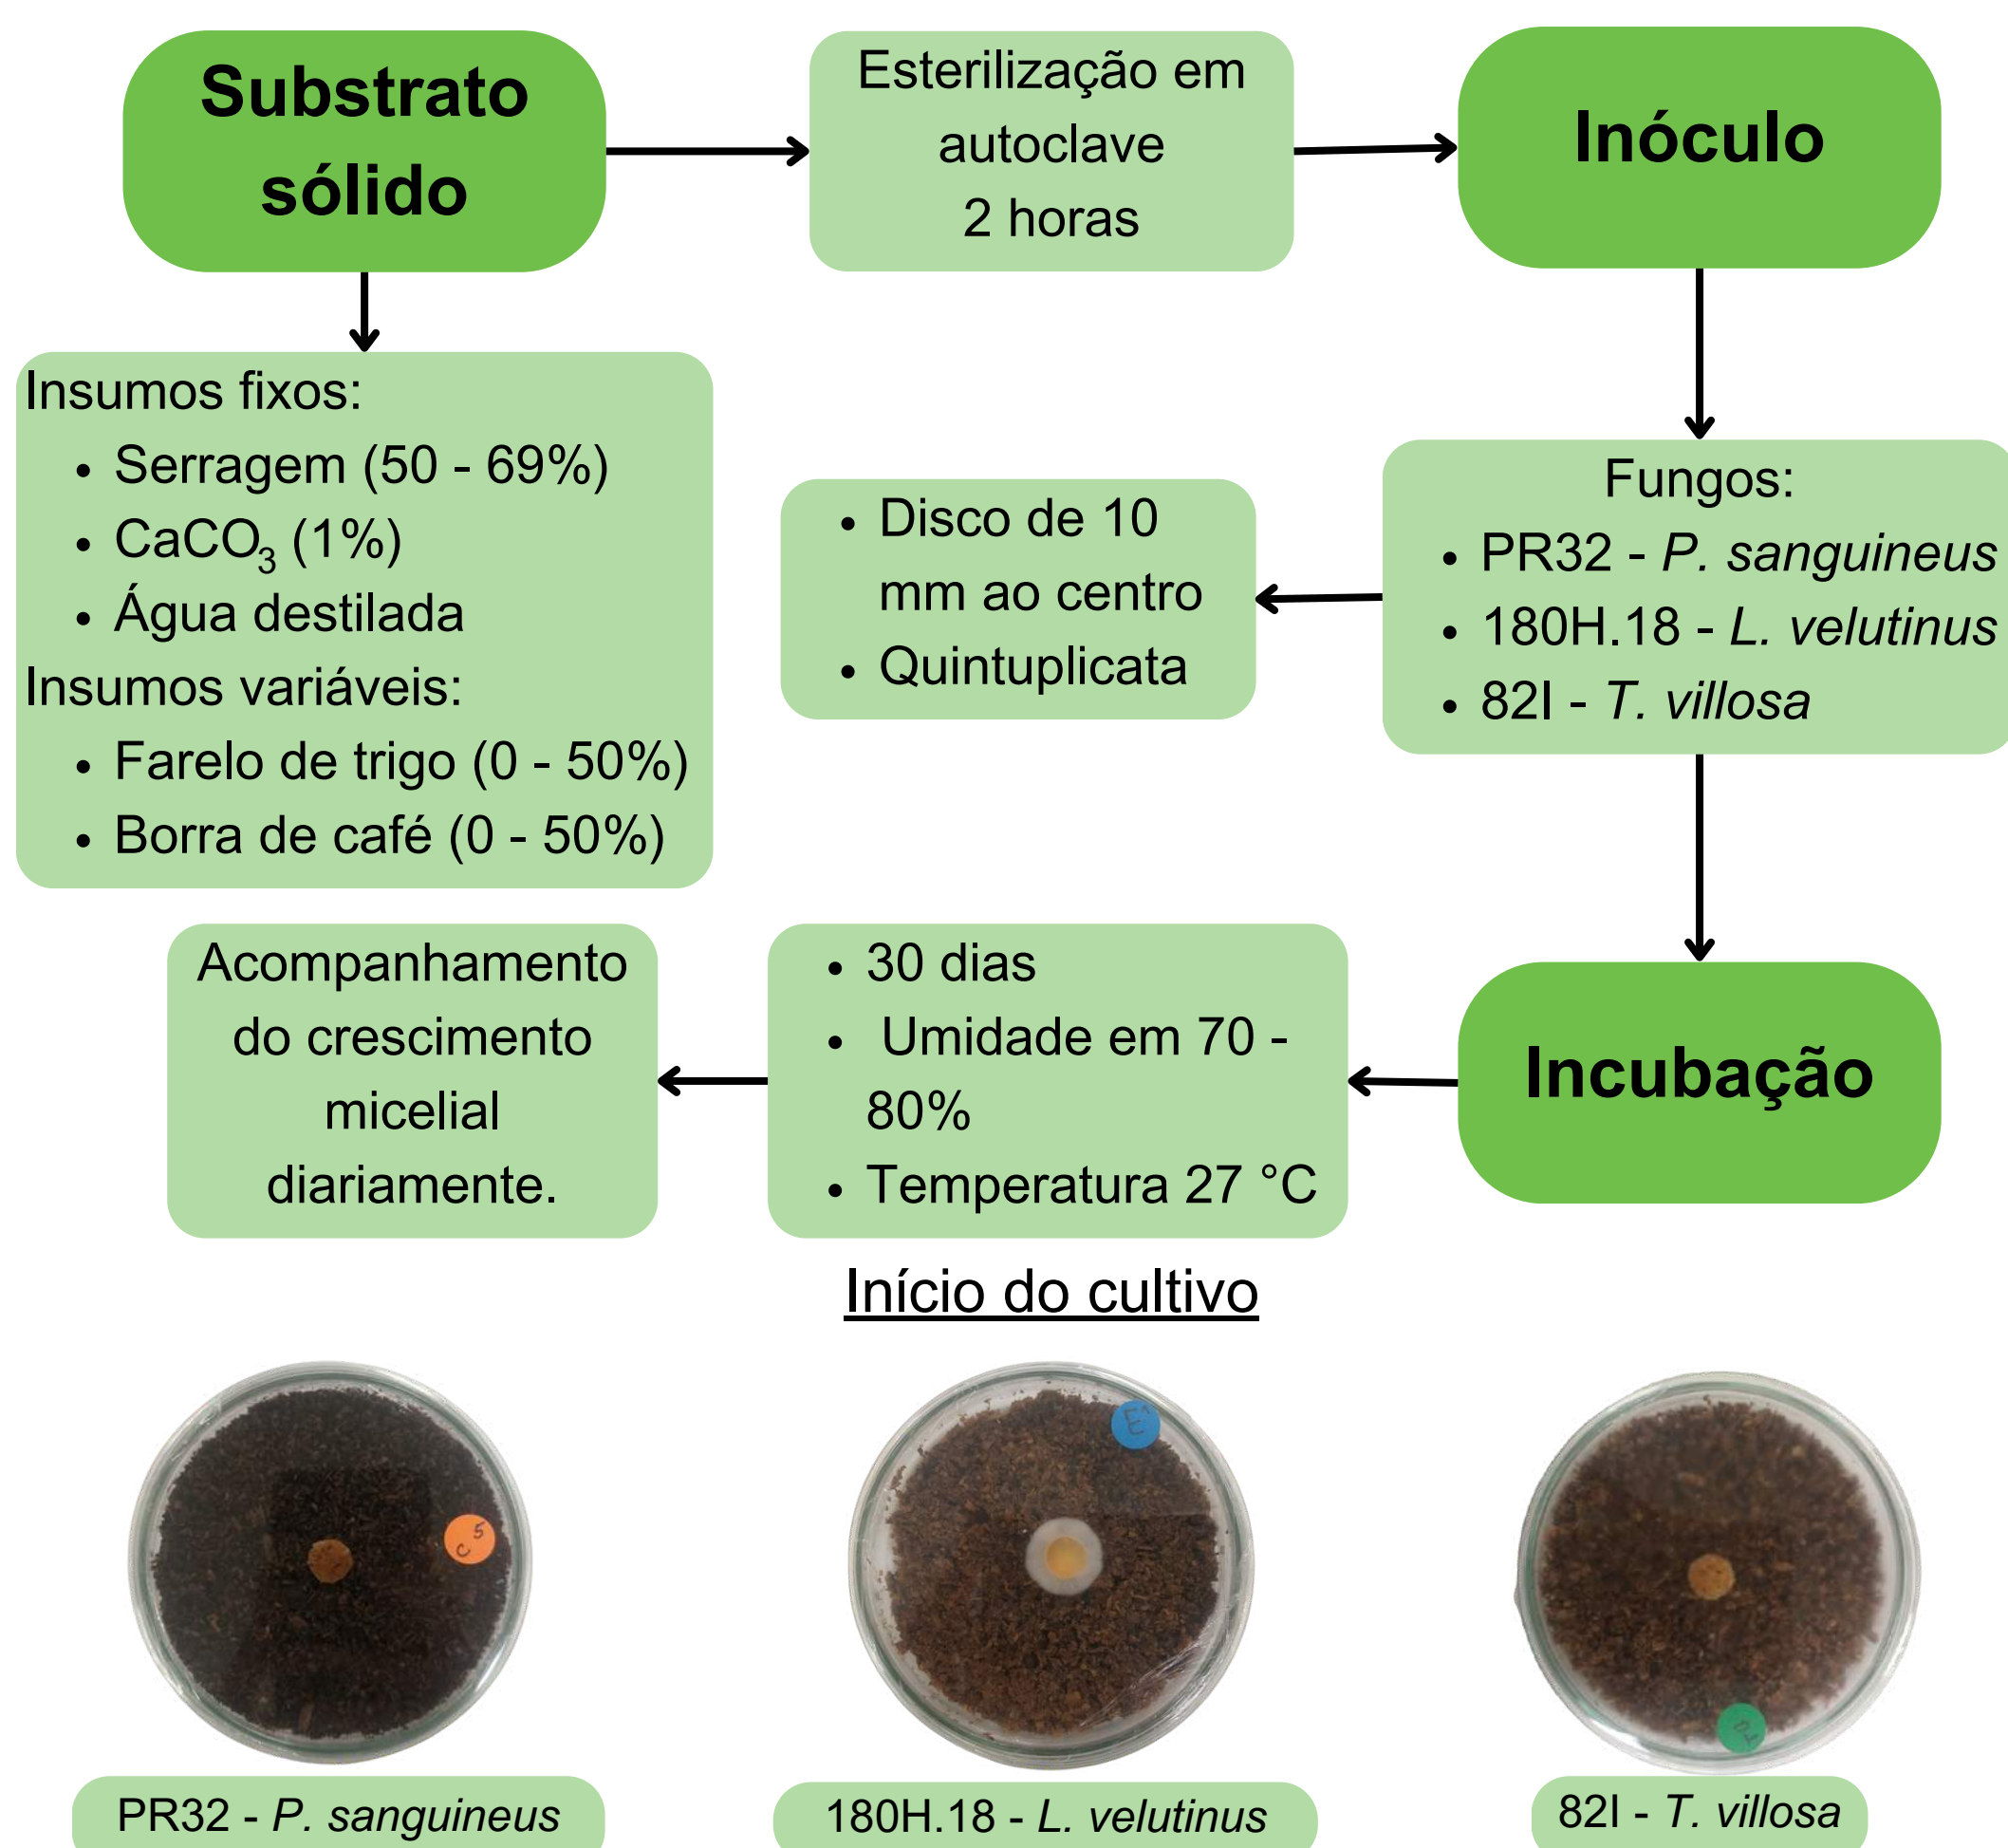 Substrato
sólido
Esterilização em
autoclave
2 horas
Inóculo
Insumos fixos:
• Serragem (50 - 69%)
• CaCO₃ (1%)
• Água destilada
Insumos variáveis:
• Farelo de trigo (0 - 50%)
• Borra de café (0 - 50%)
• Disco de 10
mm ao centro
• Quintuplicata
Fungos:
• PR32 - P. sanguineus
• 180H.18 - L. velutinus
• 82I - T. villosa
Acompanhamento
do crescimento
micelial
diariamente.
• 30 dias
• Umidade em 70 -
80%
• Temperatura 27 °C
Incubação
Início do cultivo
C 5
E
PR32 - P. sanguineus
180H.18 - L. velutinus
82I - T. villosa